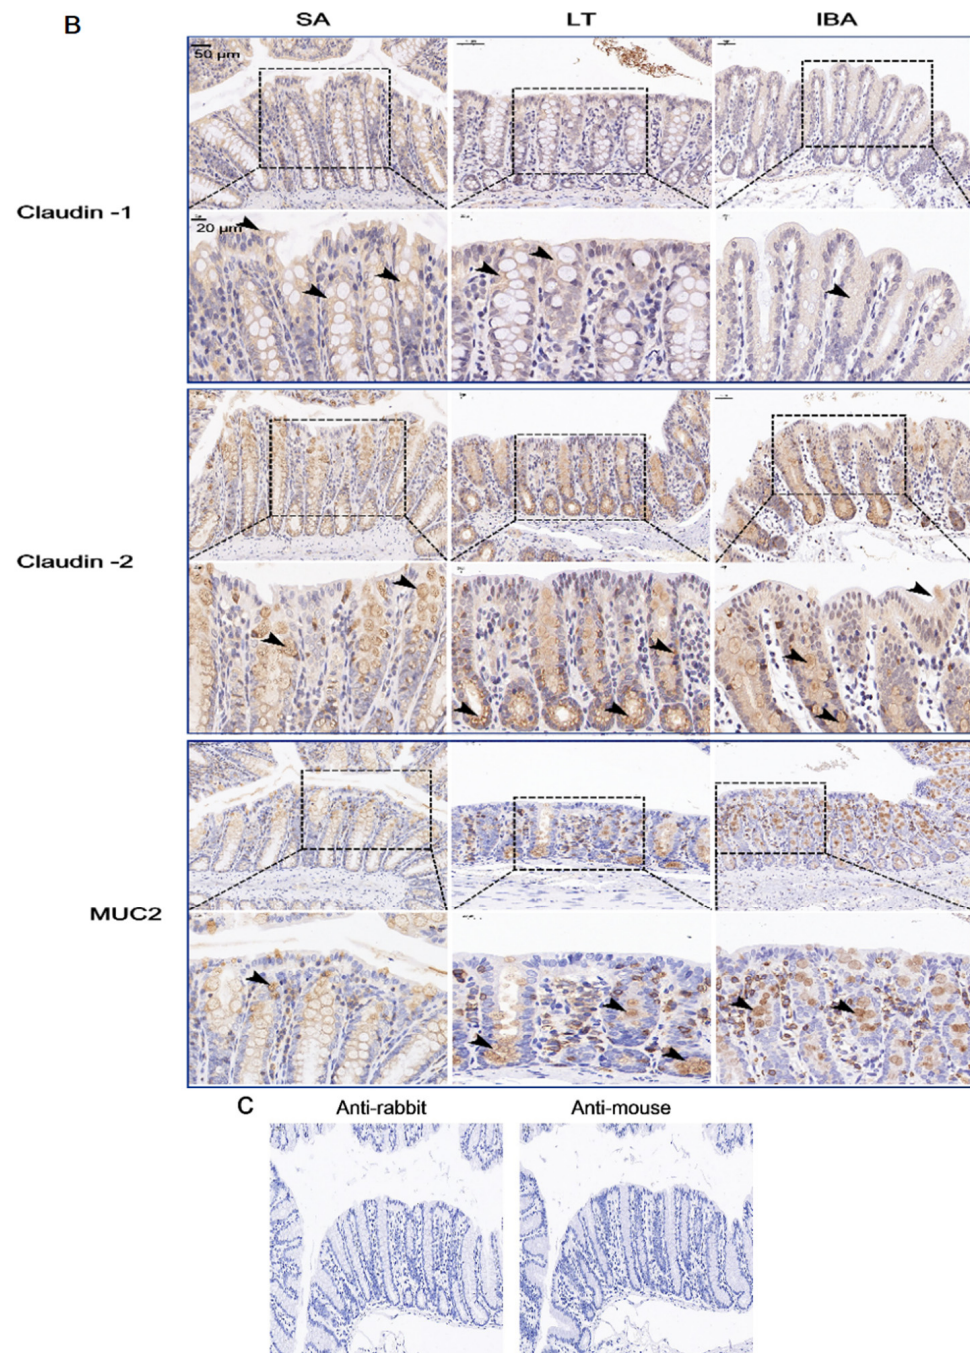 B
SA LT IBA
50 µm
Claudin -1
20 µm
Claudin -2
MUC2
C
Anti-rabbit Anti-mouse